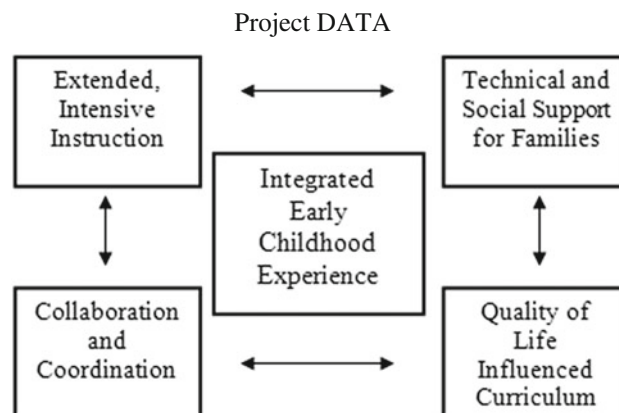 Project DATA
Extended,
Intensive
Instruction
Technical and
Social Support
for Families
Integrated
Early
Childhood
Experience
Collaboration
and
Coordination
Quality of
Life
Influenced
Curriculum